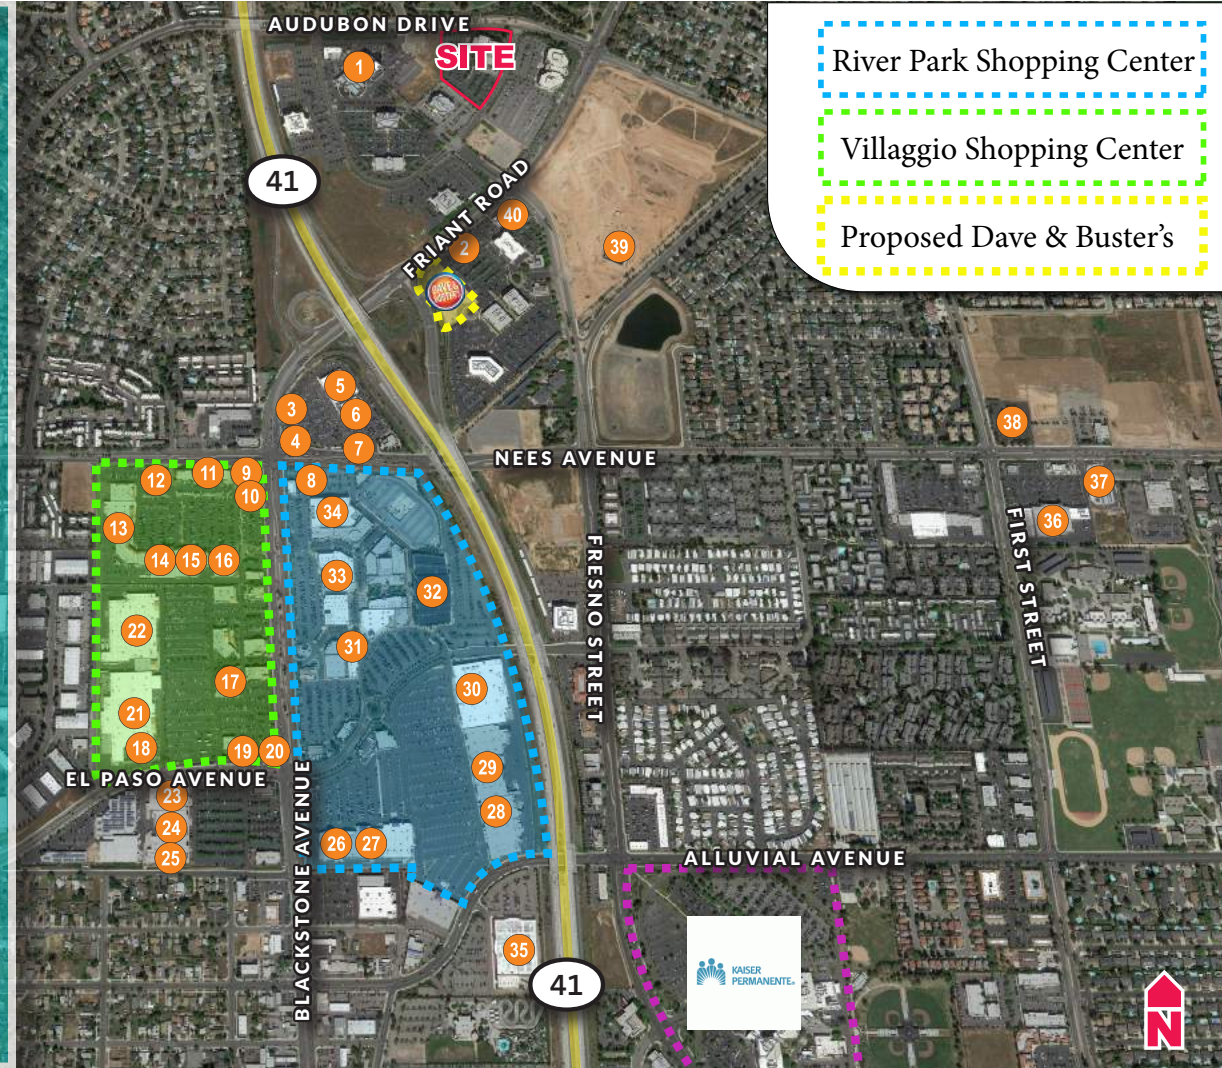 AUDUBON DRIVE
SITE
1
River Park Shopping Center
Villaggio Shopping Center
Proposed Dave & Buster's
41
FRIANT ROAD
40
2
39
DAVE &
BUSTER'S
5
3
6
4
7
38
NEES AVENUE
12
11
9
10
8
37
34
36
13
FIRST STREET
14
15
16
33
32
FRESNO STREET
22
31
17
30
21
18
19
20
29
EL PASO AVENUE
23
28
24
26
27
25
BLACKSTONE AVENUE
ALLUVIAL AVENUE
35
41
KAISER
PERMANENTE®
N